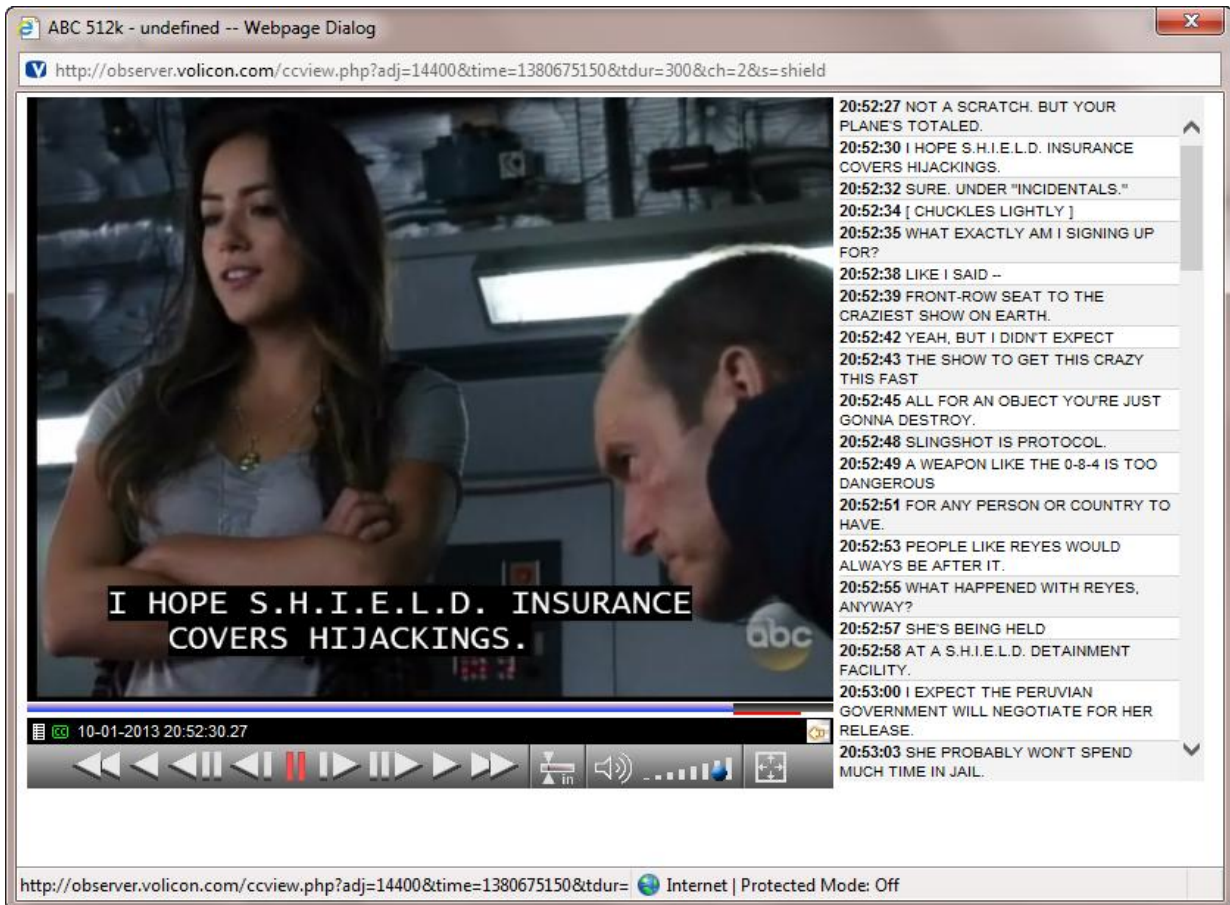 ABC 512k - undefined -- Webpage Dialog
http://observer.volicon.com/ccview.php?adj=14400&time=1380675150&tdur=300&ch=2&s=shield
I HOPE S.H.I.E.L.D. INSURANCE
COVERS HIJACKINGS.
abc
CC 10-01-2013 20:52:30.27
in
20:52:27 NOT A SCRATCH. BUT YOUR
PLANE'S TOTALED.
20:52:30 I HOPE S.H.I.E.L.D. INSURANCE
COVERS HIJACKINGS.
20:52:32 SURE. UNDER "INCIDENTALS."
20:52:34 [ CHUCKLES LIGHTLY ]
20:52:35 WHAT EXACTLY AM I SIGNING UP
FOR?
20:52:38 LIKE I SAID --
20:52:39 FRONT-ROW SEAT TO THE
CRAZIEST SHOW ON EARTH.
20:52:42 YEAH, BUT I DIDN'T EXPECT
20:52:43 THE SHOW TO GET THIS CRAZY
THIS FAST
20:52:45 ALL FOR AN OBJECT YOU'RE JUST
GONNA DESTROY.
20:52:48 SLINGSHOT IS PROTOCOL.
20:52:49 A WEAPON LIKE THE 0-8-4 IS TOO
DANGEROUS
20:52:51 FOR ANY PERSON OR COUNTRY TO
HAVE.
20:52:53 PEOPLE LIKE REYES WOULD
ALWAYS BE AFTER IT.
20:52:55 WHAT HAPPENED WITH REYES,
ANYWAY?
20:52:57 SHE'S BEING HELD
20:52:58 AT A S.H.I.E.L.D. DETAINMENT
FACILITY.
20:53:00 I EXPECT THE PERUVIAN
GOVERNMENT WILL NEGOTIATE FOR HER
RELEASE.
20:53:03 SHE PROBABLY WON'T SPEND
MUCH TIME IN JAIL.
http://observer.volicon.com/ccview.php?adj=14400&time=1380675150&tdur= Internet | Protected Mode: Off